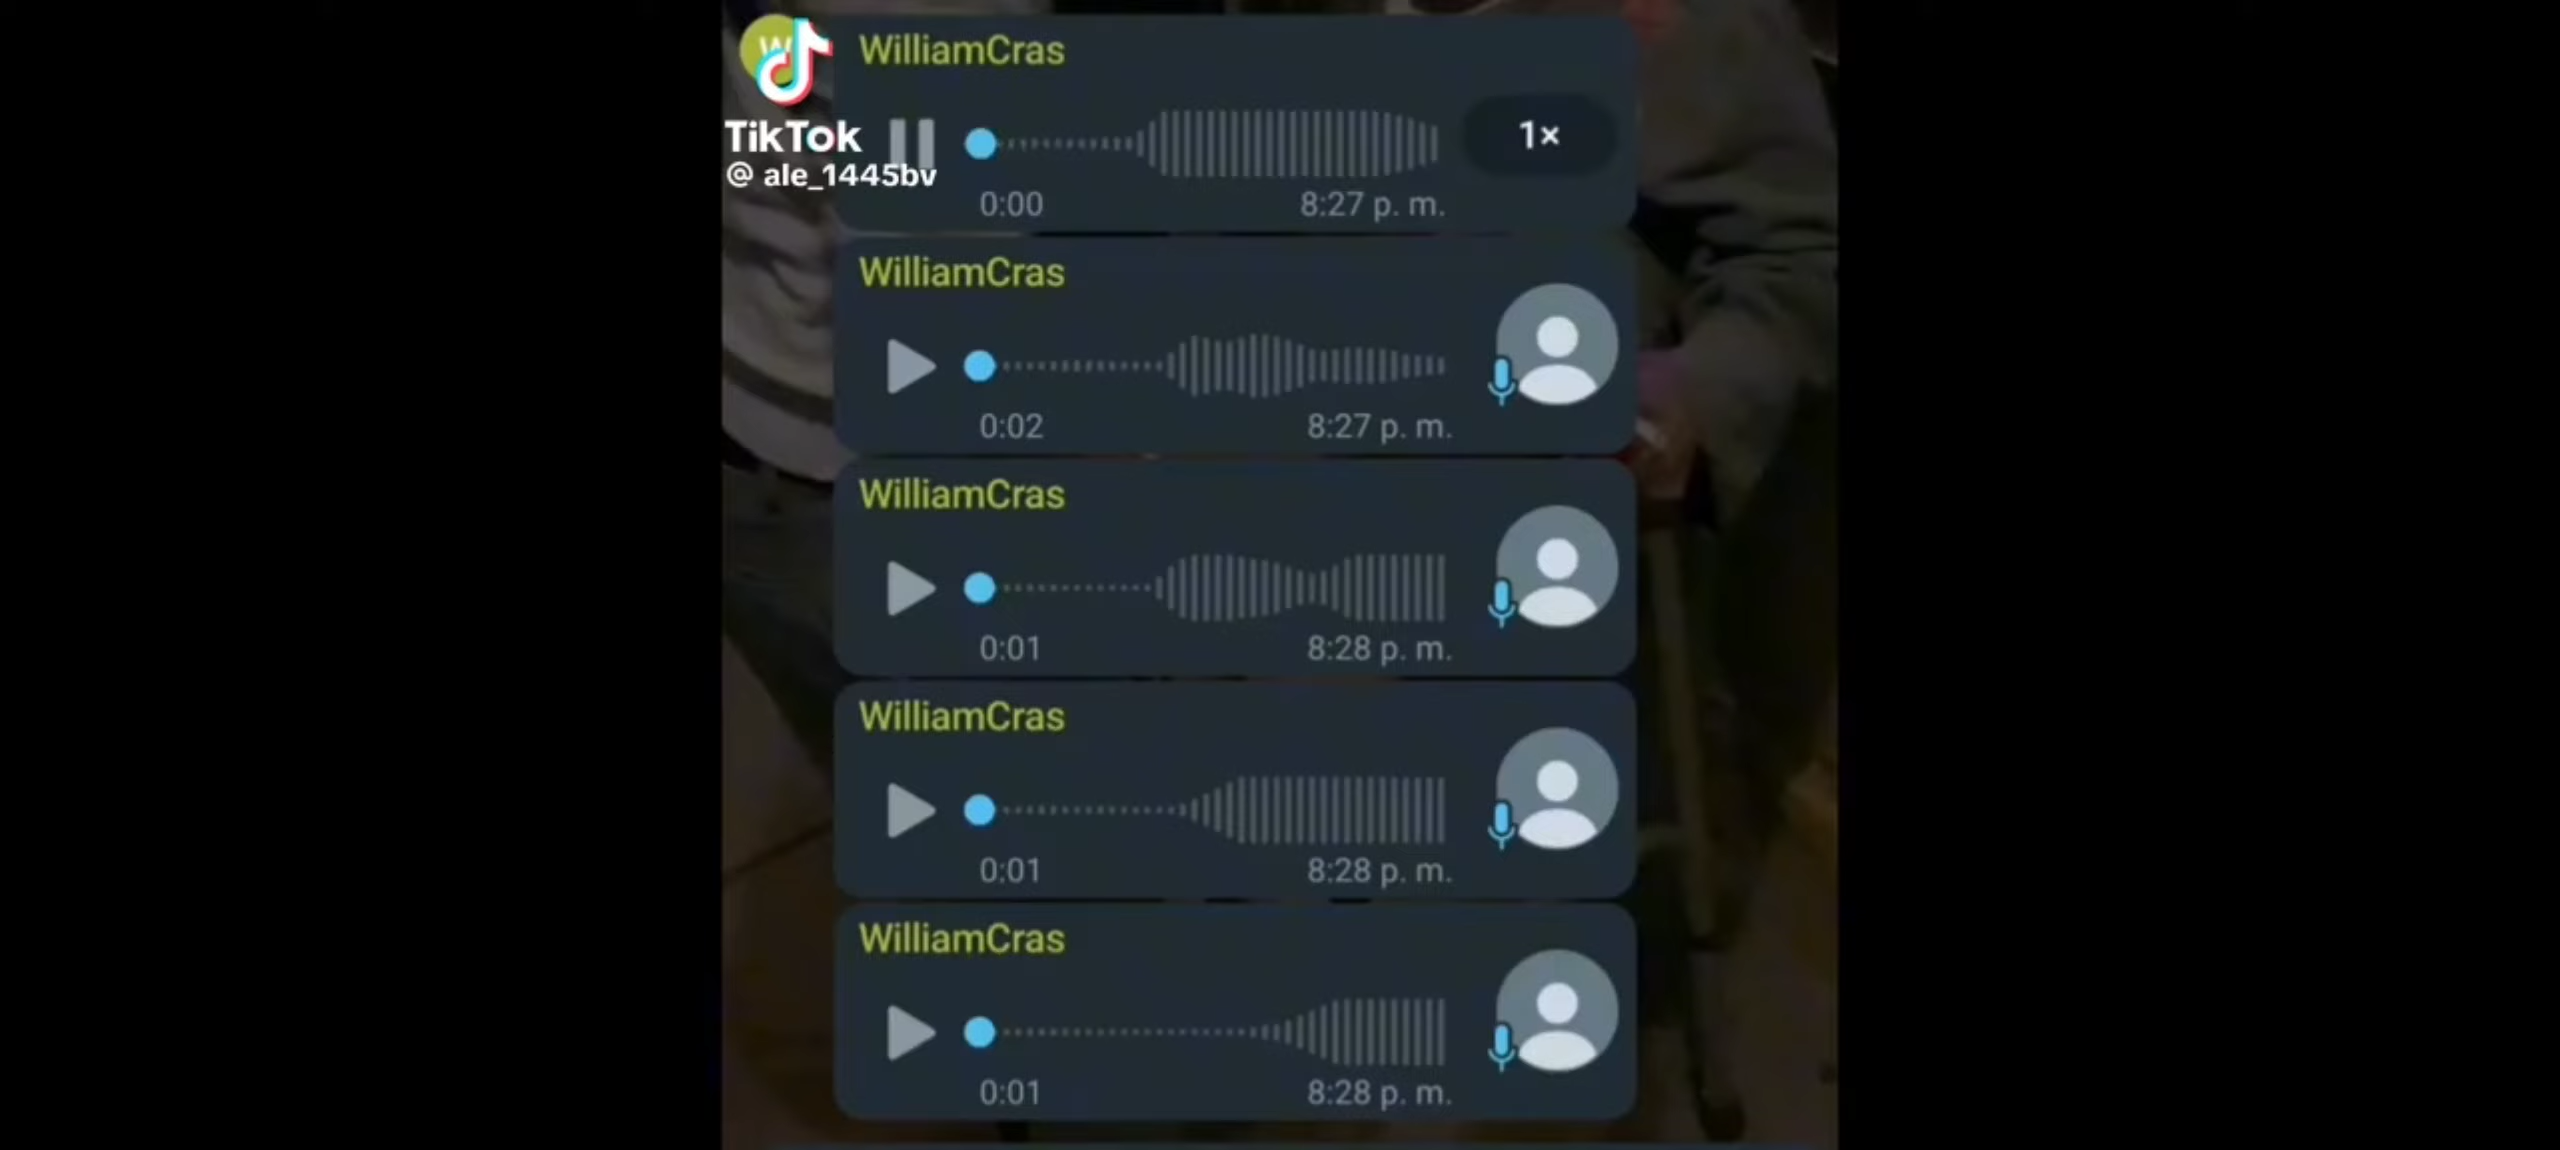 WilliamCras
TikTok
@ ale_1445bv
1×
0:00 8:27 p. m.
WilliamCras
0:02 8:27 p. m.
WilliamCras
0:01 8:28 p. m.
WilliamCras
0:01 8:28 p. m.
WilliamCras
0:01 8:28 p. m.